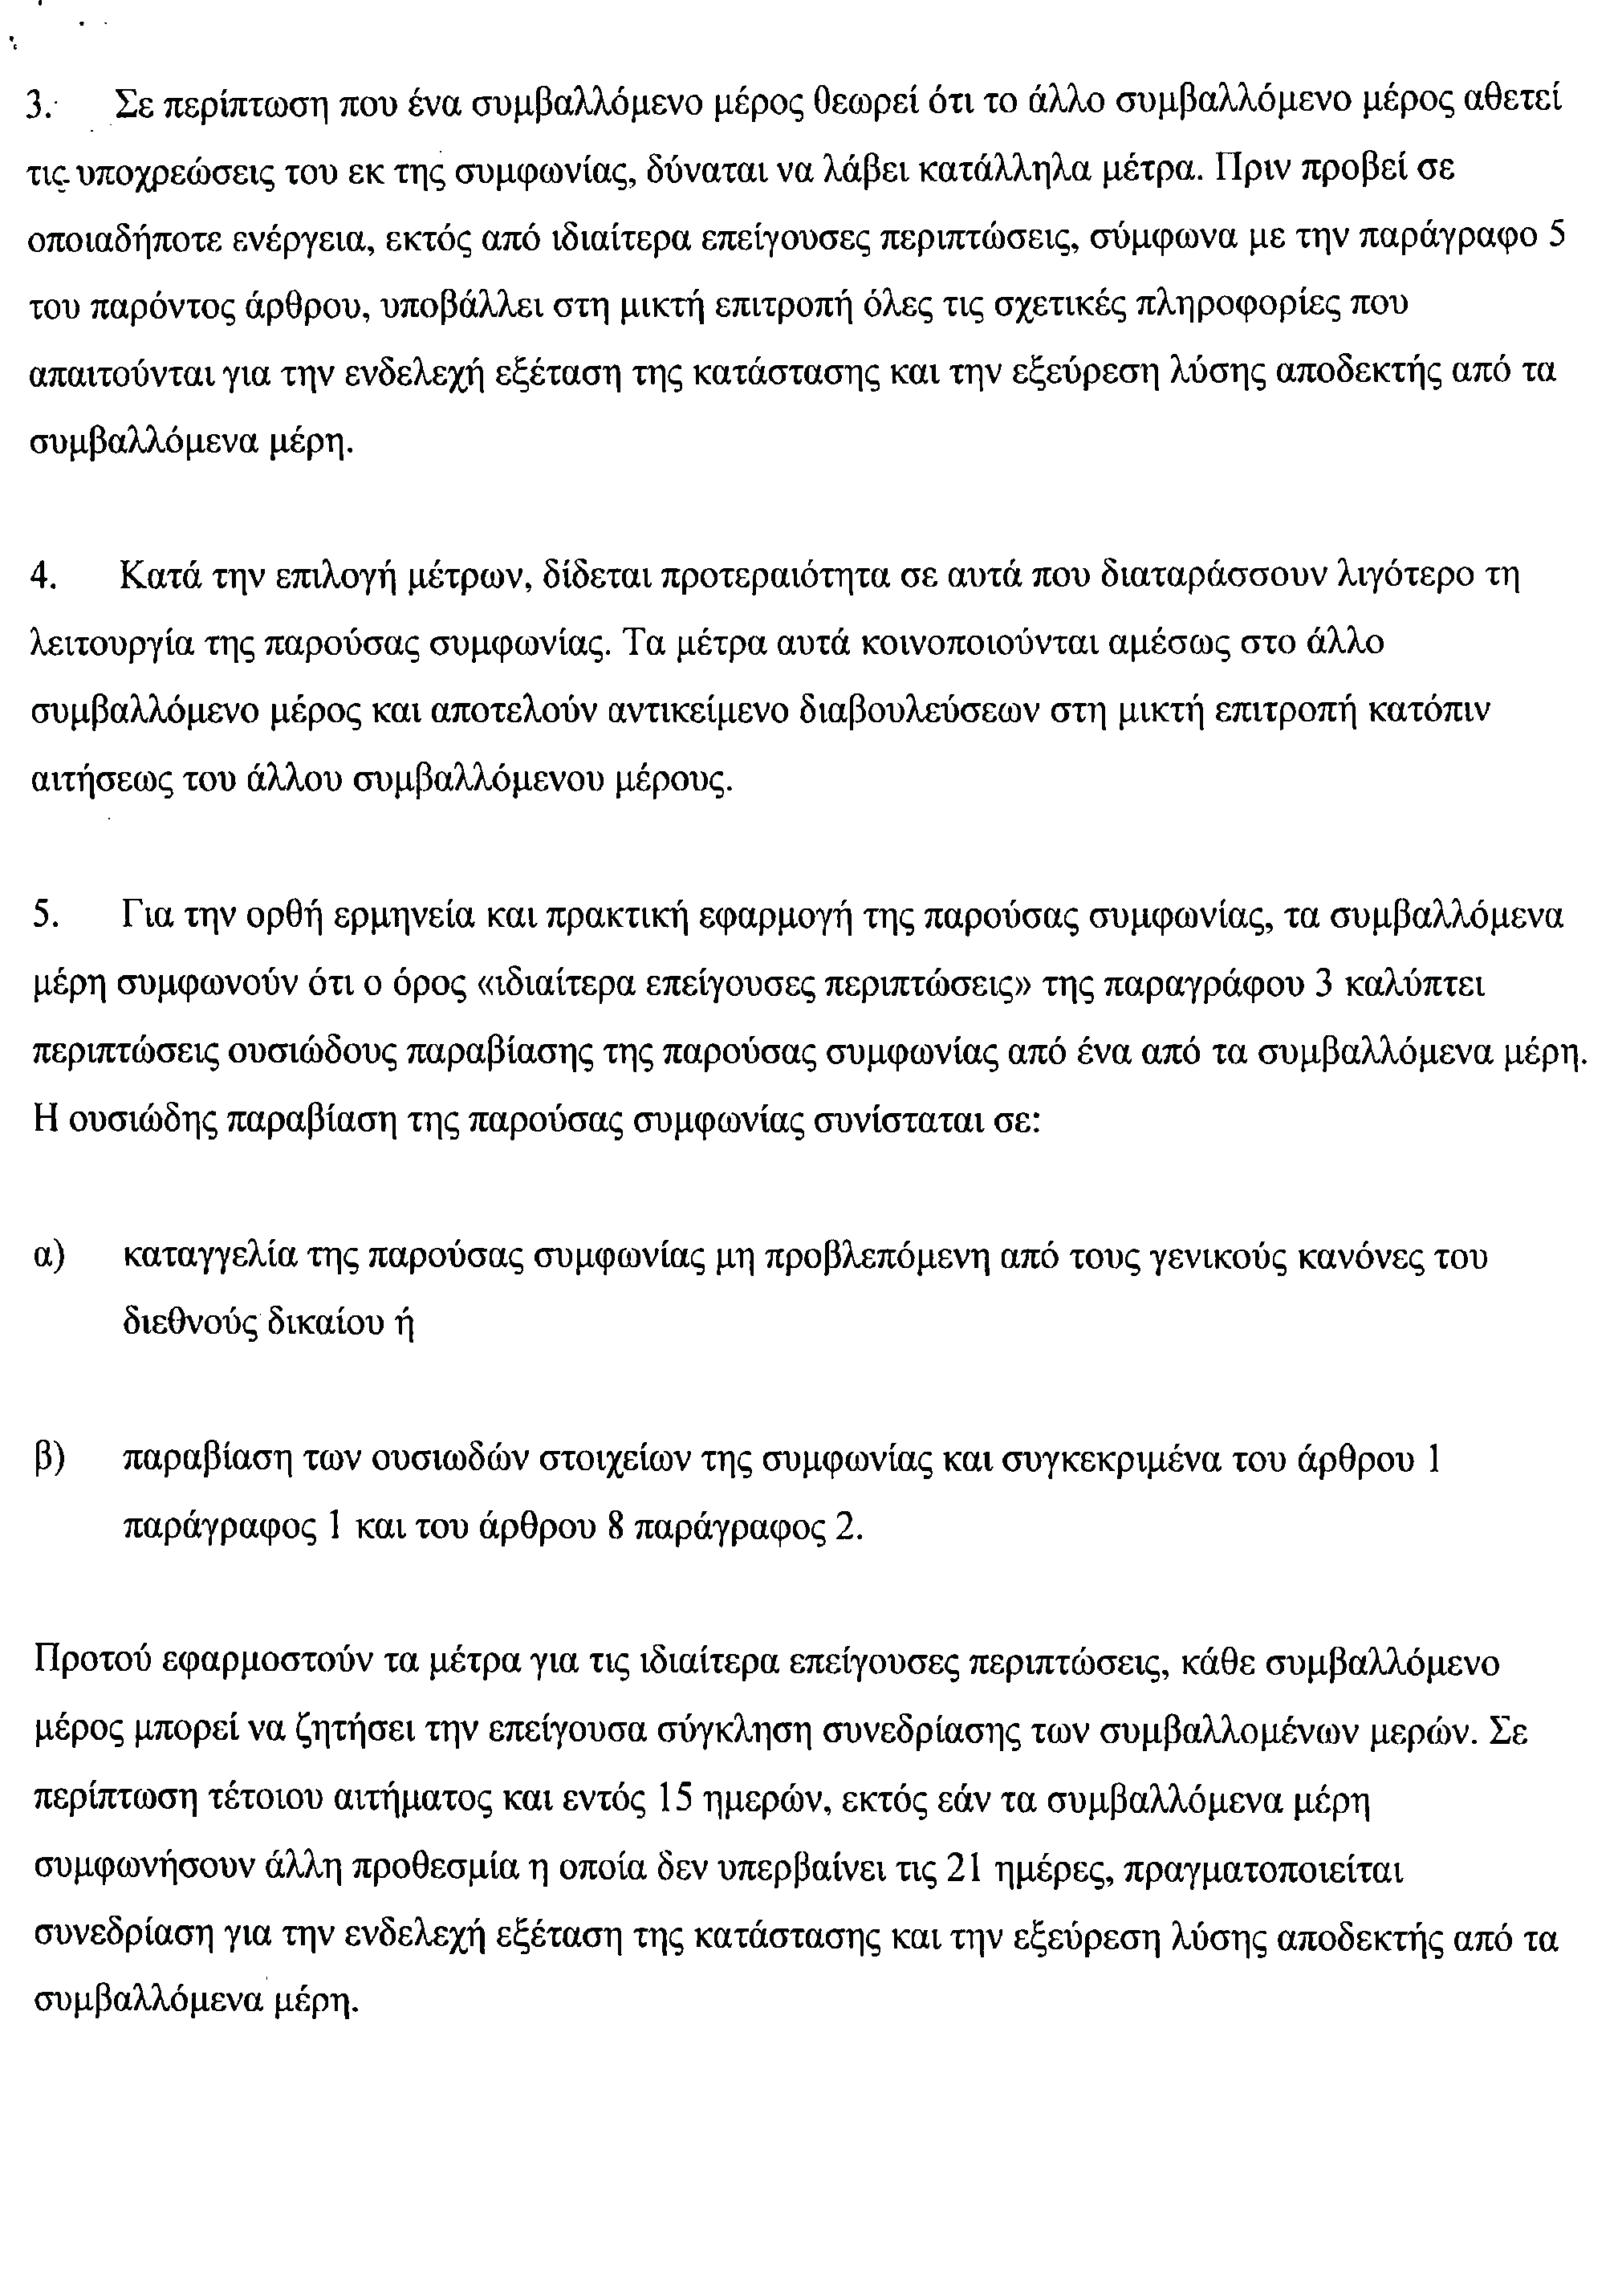 3. Σε περίπτωση που ένα συμβαλλόμενο μέρος θεωρεί ότι το άλλο συμβαλλόμενο μέρος αθετεί
τις υποχρεώσεις του εκ της συμφωνίας, δύναται να λάβει κατάλληλα μέτρα. Πριν προβεί σε
οποιαδήποτε ενέργεια, εκτός από ιδιαίτερα επείγουσες περιπτώσεις, σύμφωνα με την παράγραφο 5
του παρόντος άρθρου, υποβάλλει στη μικτή επιτροπή όλες τις σχετικές πληροφορίες που
απαιτούνται για την ενδελεχή εξέταση της κατάστασης και την εξεύρεση λύσης αποδεκτής από τα
συμβαλλόμενα μέρη.
4. Κατά την επιλογή μέτρων, δίδεται προτεραιότητα σε αυτά που διαταράσσουν λιγότερο τη
λειτουργία της παρούσας συμφωνίας. Τα μέτρα αυτά κοινοποιούνται αμέσως στο άλλο
συμβαλλόμενο μέρος και αποτελούν αντικείμενο διαβουλεύσεων στη μικτή επιτροπή κατόπιν
αιτήσεως του άλλου συμβαλλόμενου μέρους.
5. Για την ορθή ερμηνεία και πρακτική εφαρμογή της παρούσας συμφωνίας, τα συμβαλλόμενα
μέρη συμφωνούν ότι ο όρος «ιδιαίτερα επείγουσες περιπτώσεις» της παραγράφου 3 καλύπτει
περιπτώσεις ουσιώδους παραβίασης της παρούσας συμφωνίας από ένα από τα συμβαλλόμενα μέρη.
Η ουσιώδης παραβίαση της παρούσας συμφωνίας συνίσταται σε:
α) καταγγελία της παρούσας συμφωνίας μη προβλεπόμενη από τους γενικούς κανόνες του
διεθνούς δικαίου ή
β) παραβίαση των ουσιωδών στοιχείων της συμφωνίας και συγκεκριμένα του άρθρου 1
παράγραφος 1 και του άρθρου 8 παράγραφος 2.
Προτού εφαρμοστούν τα μέτρα για τις ιδιαίτερα επείγουσες περιπτώσεις, κάθε συμβαλλόμενο
μέρος μπορεί να ζητήσει την επείγουσα σύγκληση συνεδρίασης των συμβαλλομένων μερών. Σε
περίπτωση τέτοιου αιτήματος και εντός 15 ημερών, εκτός εάν τα συμβαλλόμενα μέρη
συμφωνήσουν άλλη προθεσμία η οποία δεν υπερβαίνει τις 21 ημέρες, πραγματοποιείται
συνεδρίαση για την ενδελεχή εξέταση της κατάστασης και την εξεύρεση λύσης αποδεκτής από τα
συμβαλλόμενα μέρη.